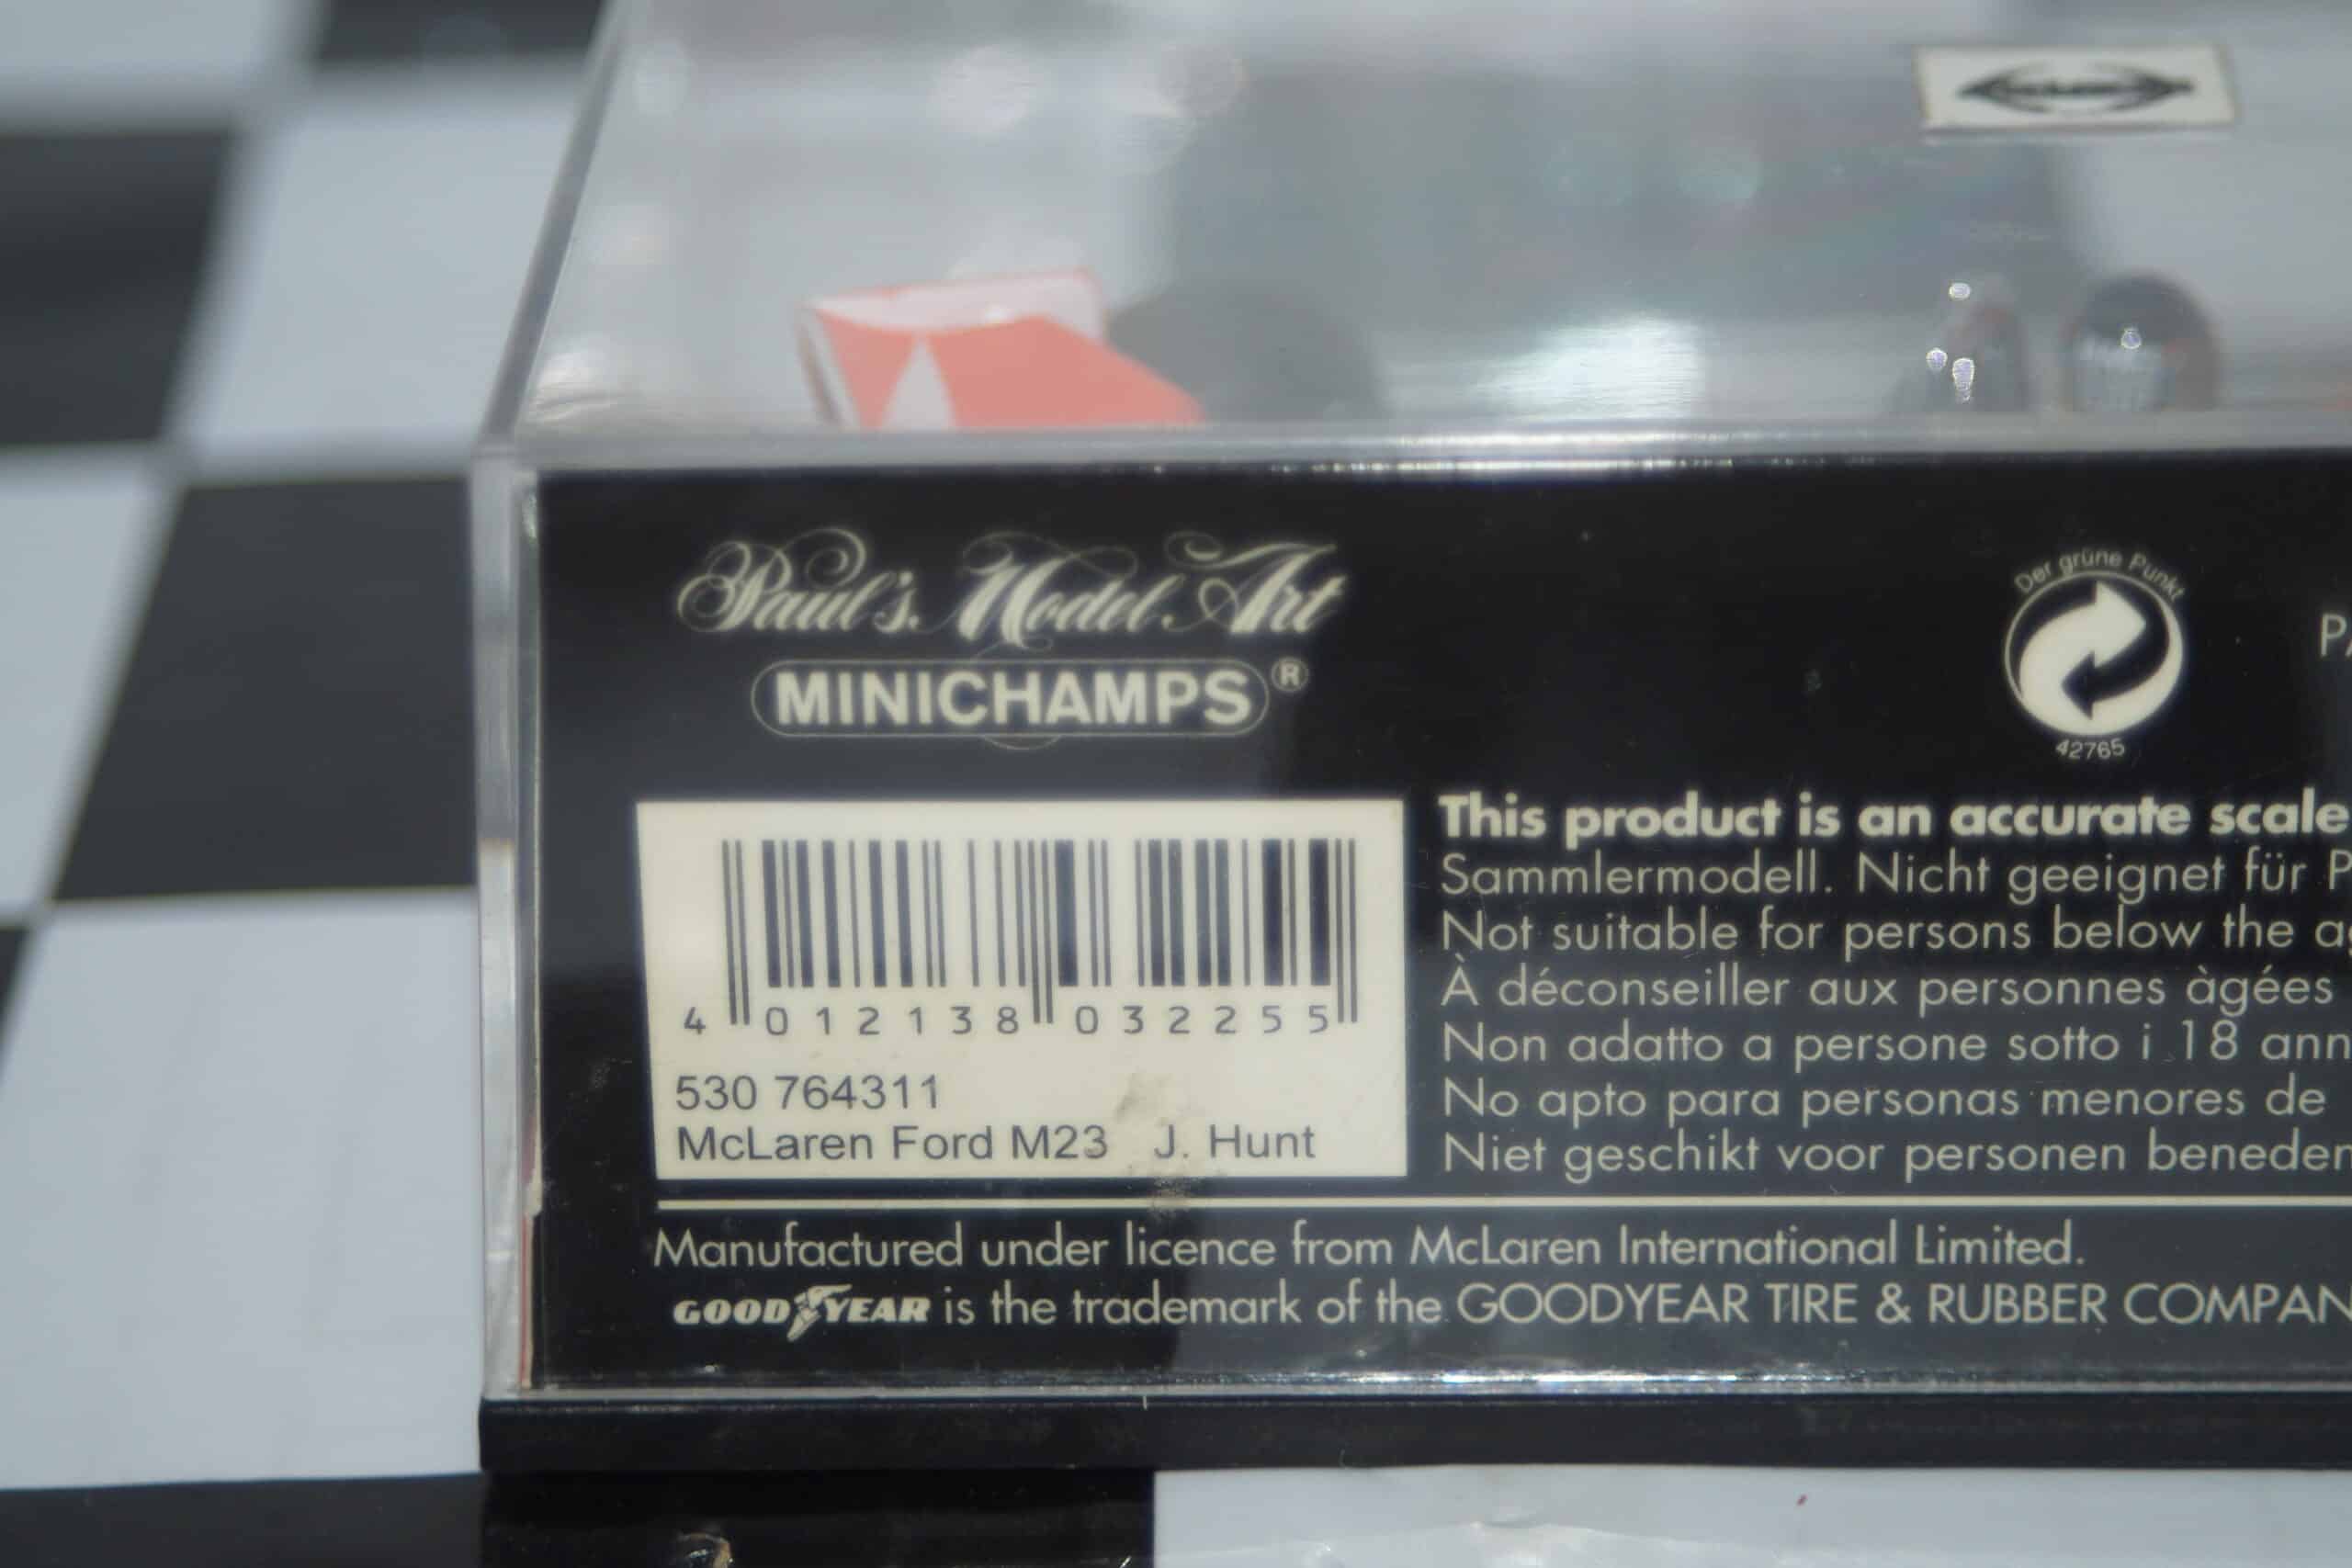 Paul's Model Art
MINICHAMPS®
Der grüne Punkt
42765
4 012138 032255
530 764311
McLaren Ford M23 J. Hunt
This product is an accurate scale
Sammlermodell. Nicht geeignet für P
Not suitable for persons below the ag
À déconseiller aux personnes àgées
Non adatto a persone sotto i 18 ann
No apto para personas menores de
Niet geschikt voor personen beneden
Manufactured under licence from McLaren International Limited.
GOODYEAR is the trademark of the GOODYEAR TIRE & RUBBER COMPAN